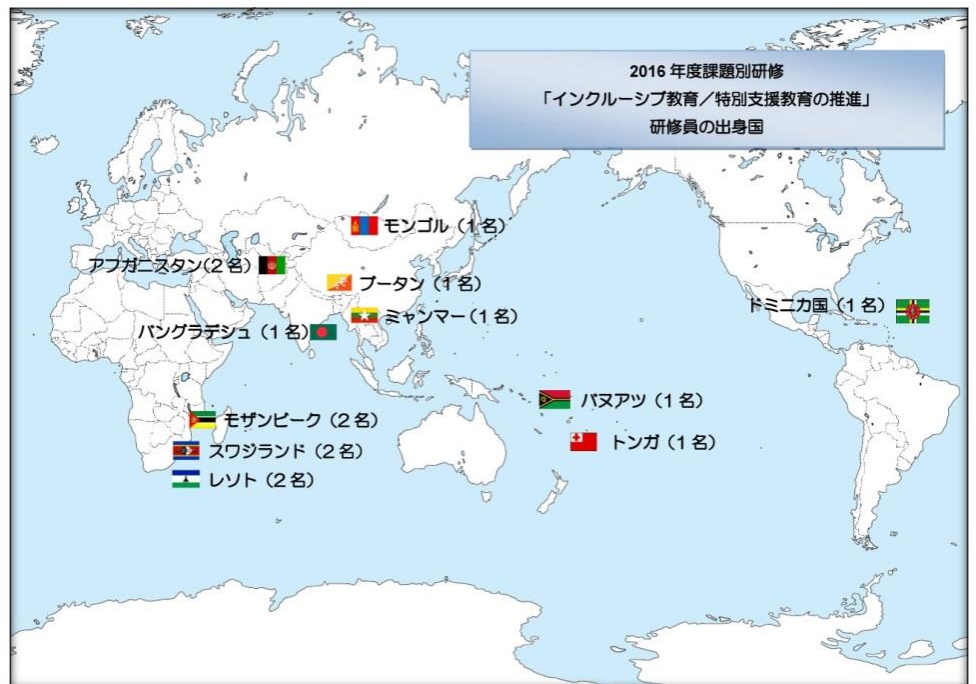 2016 年度課題別研修
「インクルーシブ教育／特別支援教育の推進」
研修員の出身国
モンゴル（1名）
アフガニスタン(2名）
ブータン（1名）
ドミニカ国（1名）
ミャンマー(1名）
バングラデシュ（1名）
バヌアツ（1名）
モザンビーク（2名）
トンガ（1名）
スワジランド（2名）
レソト（2名）